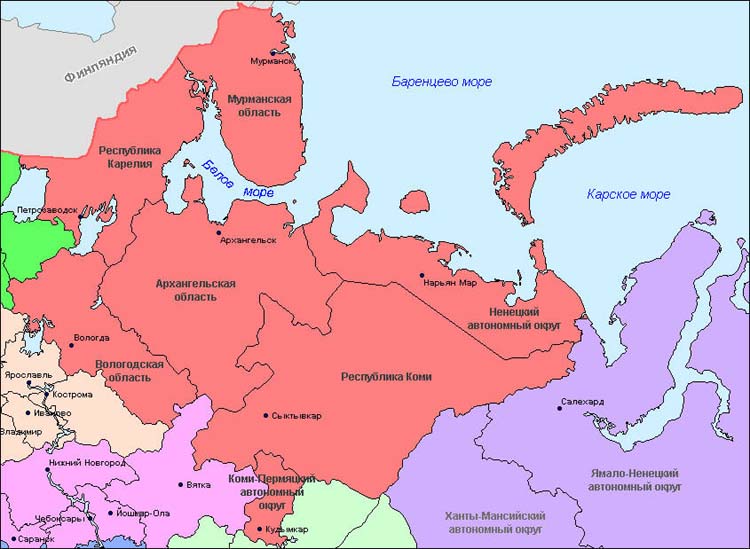 Финляндия
Мурманск
Баренцево море
Мурманская
область
Республика
Карелия
Белое море
Карское море
Петрозаводск
Архангельск
Архангельская
область
Нарьян Мар
Ненецкий
автономный округ
Вологда
Вологодская
область
Ярославль
Кострома
Иваново
Владимир
Республика Коми
Салехард
Сыктывкар
Нижний Новгород
Вятка
Коми-Пермяцкий
автономный
округ
Ямало-Ненецкий
автономный округ
Чебоксары
Йошкар-Ола
Ханты-Мансийский
автономный округ
Кудымкар
Саранск